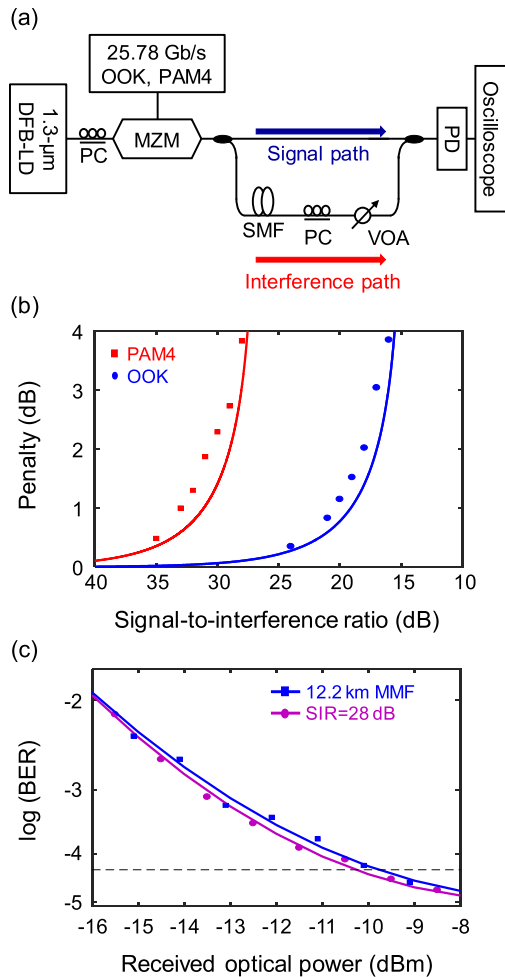 (a)
25.78 Gb/s
OOK, PAM4
1.3-μm
DFB-LD
PC
MZM
Signal path
PD
Oscilloscope
SMF
PC
VOA
Interference path
(b)
4
3
2
1
0
Penalty (dB)
PAM4
OOK
40 35 30 25 20 15 10
Signal-to-interference ratio (dB)
(c)
-2
-3
-4
-5
log (BER)
12.2 km MMF
SIR=28 dB
-16 -15 -14 -13 -12 -11 -10 -9 -8
Received optical power (dBm)